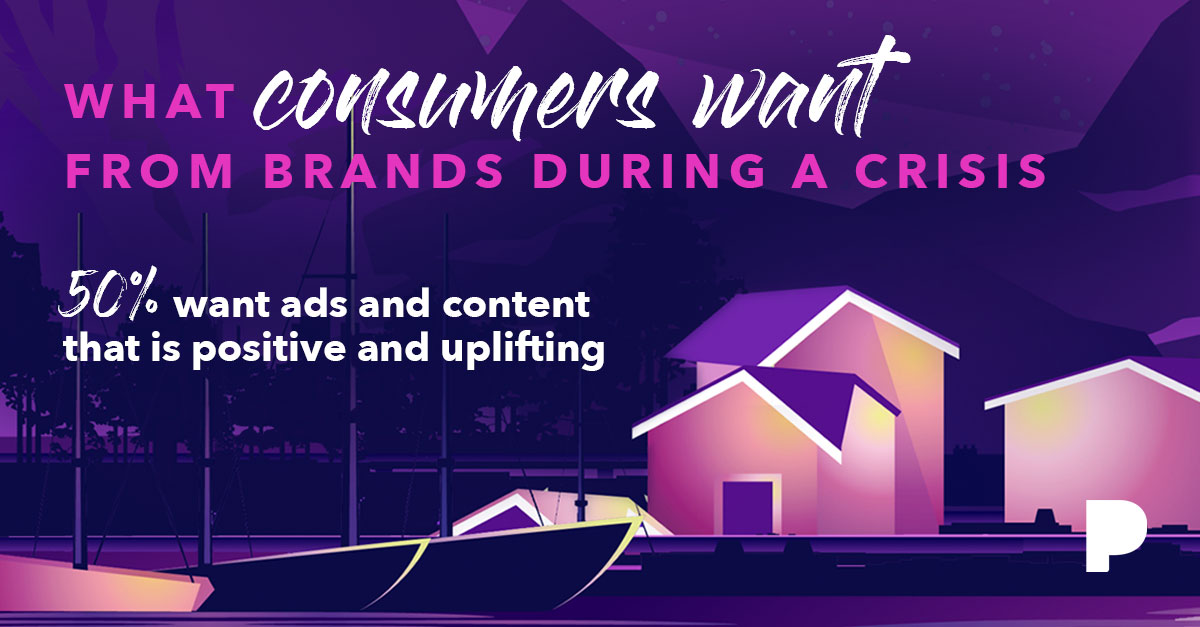 WHAT consumers want
FROM BRANDS DURING A CRISIS
50% want ads and content
that is positive and uplifting
P